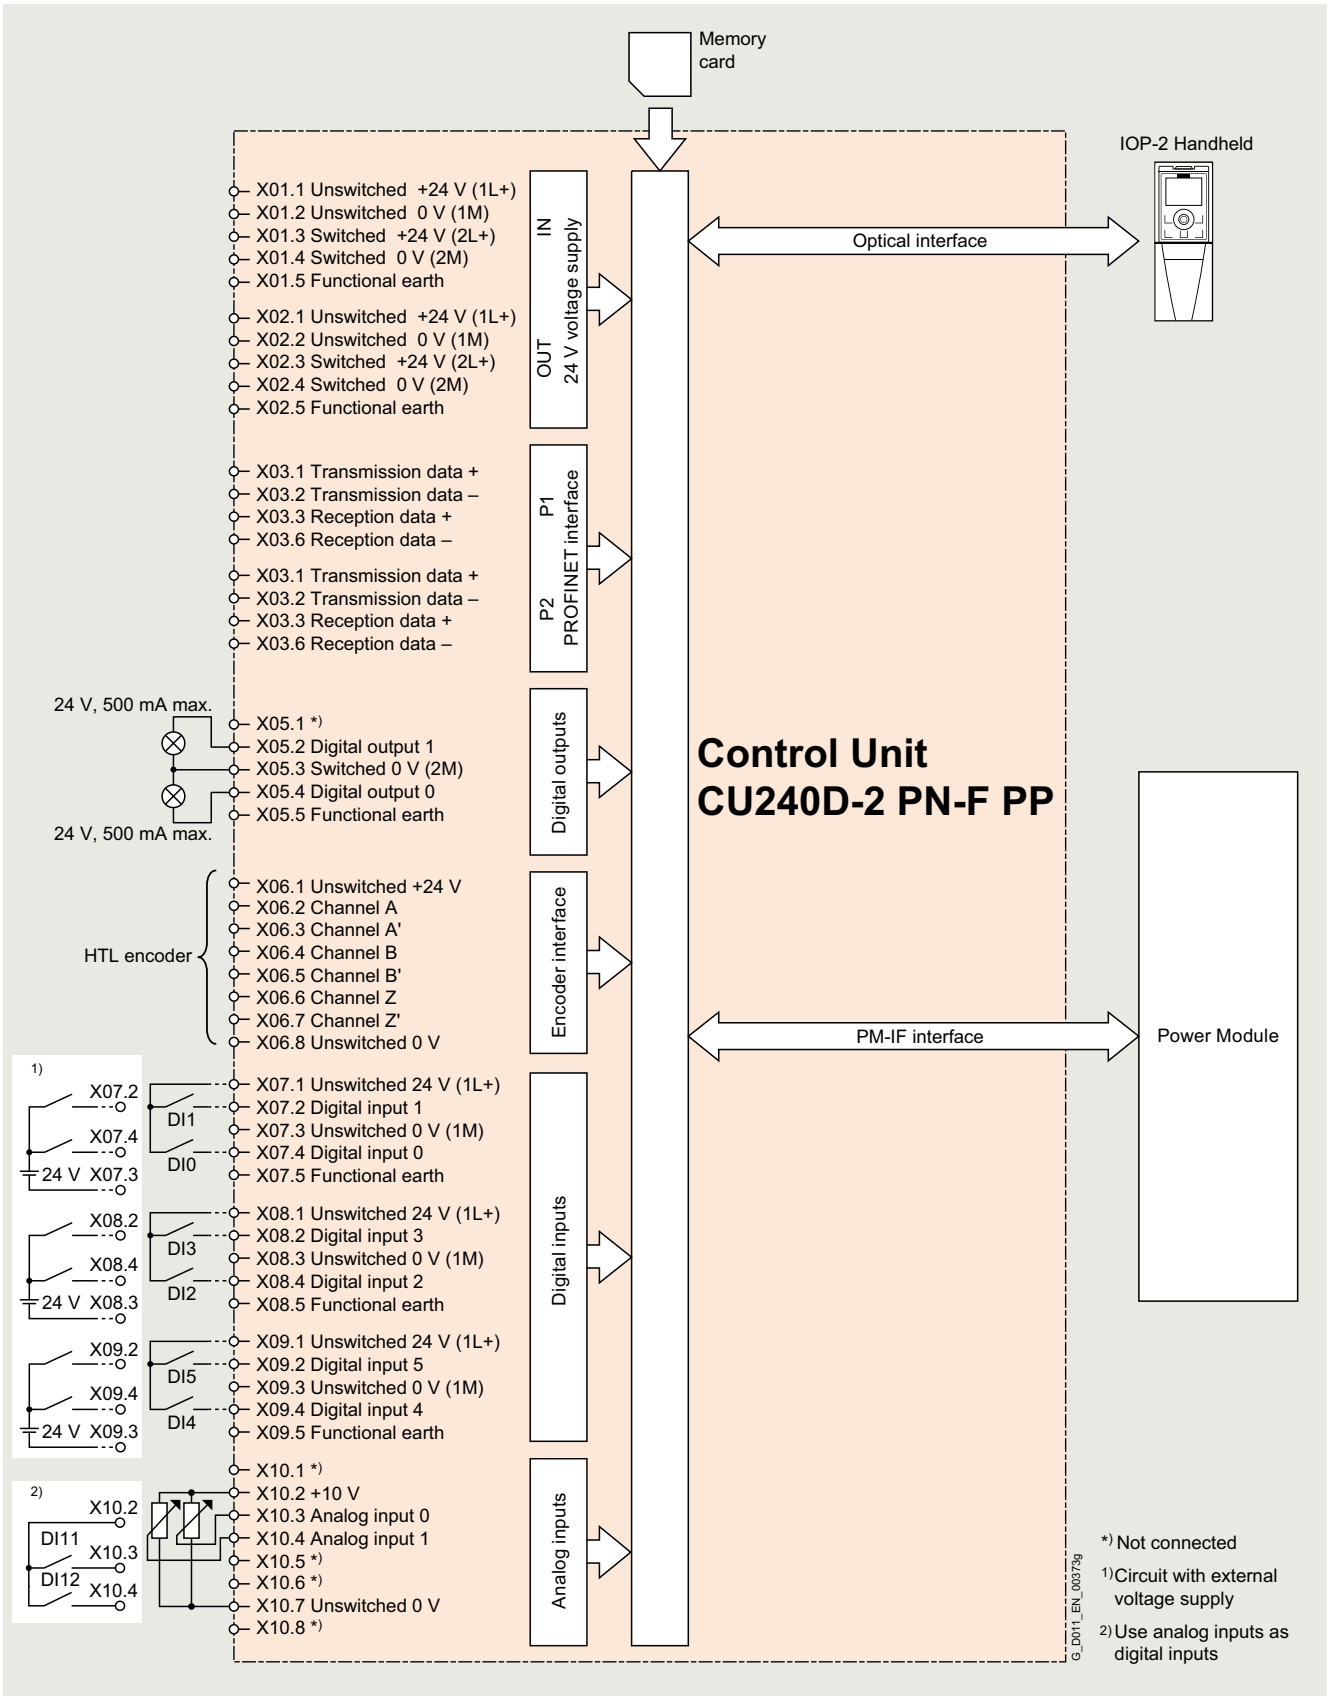 Memory
card
IOP-2 Handheld
X01.1 Unswitched +24 V (1L+)
X01.2 Unswitched 0 V (1M)
X01.3 Switched +24 V (2L+)
X01.4 Switched 0 V (2M)
X01.5 Functional earth
X02.1 Unswitched +24 V (1L+)
X02.2 Unswitched 0 V (1M)
X02.3 Switched +24 V (2L+)
X02.4 Switched 0 V (2M)
X02.5 Functional earth
OUT IN
24 V voltage supply
Optical interface
X03.1 Transmission data +
X03.2 Transmission data –
X03.3 Reception data +
X03.6 Reception data –
X03.1 Transmission data +
X03.2 Transmission data –
X03.3 Reception data +
X03.6 Reception data –
P2 P1
PROFINET interface
24 V, 500 mA max.
24 V, 500 mA max.
X05.1 *)
X05.2 Digital output 1
X05.3 Switched 0 V (2M)
X05.4 Digital output 0
X05.5 Functional earth
Digital outputs
Control Unit
CU240D-2 PN-F PP
HTL encoder
X06.1 Unswitched +24 V
X06.2 Channel A
X06.3 Channel A'
X06.4 Channel B
X06.5 Channel B'
X06.6 Channel Z
X06.7 Channel Z'
X06.8 Unswitched 0 V
Encoder interface
PM-IF interface
Power Module
1)
X07.2
X07.4
24 V X07.3
DI1
DI0
X07.1 Unswitched 24 V (1L+)
X07.2 Digital input 1
X07.3 Unswitched 0 V (1M)
X07.4 Digital input 0
X07.5 Functional earth
X08.2
X08.4
24 V X08.3
DI3
DI2
X08.1 Unswitched 24 V (1L+)
X08.2 Digital input 3
X08.3 Unswitched 0 V (1M)
X08.4 Digital input 2
X08.5 Functional earth
X09.2
X09.4
24 V X09.3
DI5
DI4
X09.1 Unswitched 24 V (1L+)
X09.2 Digital input 5
X09.3 Unswitched 0 V (1M)
X09.4 Digital input 4
X09.5 Functional earth
Digital inputs
2)
X10.2
DI11
X10.3
DI12
X10.4
X10.1 *)
X10.2 +10 V
X10.3 Analog input 0
X10.4 Analog input 1
X10.5 *)
X10.6 *)
X10.7 Unswitched 0 V
X10.8 *)
Analog inputs
G_D011_EN_00373g
*) Not connected
1) Circuit with external
voltage supply
2) Use analog inputs as
digital inputs